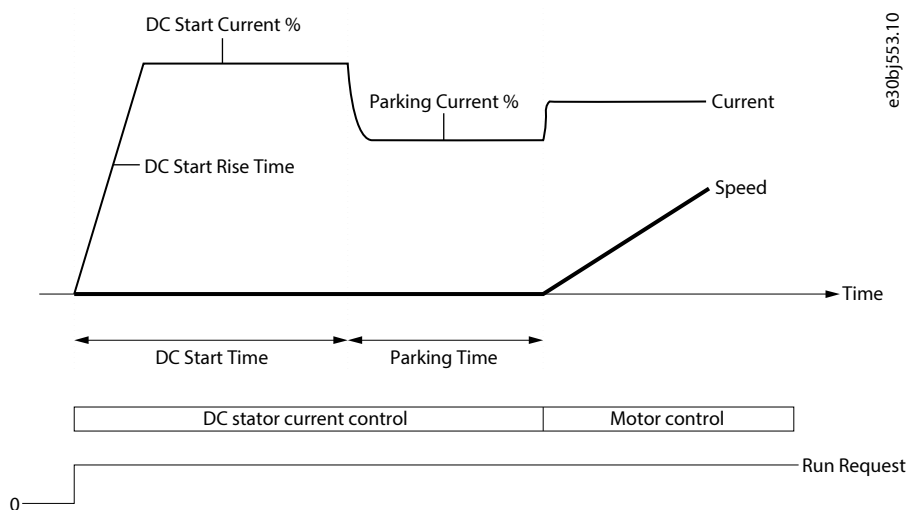 DC Start Current %
e30bj553.10
Parking Current %
Current
DC Start Rise Time
Speed
Time
DC Start Time
Parking Time
DC stator current control
Motor control
Run Request
0